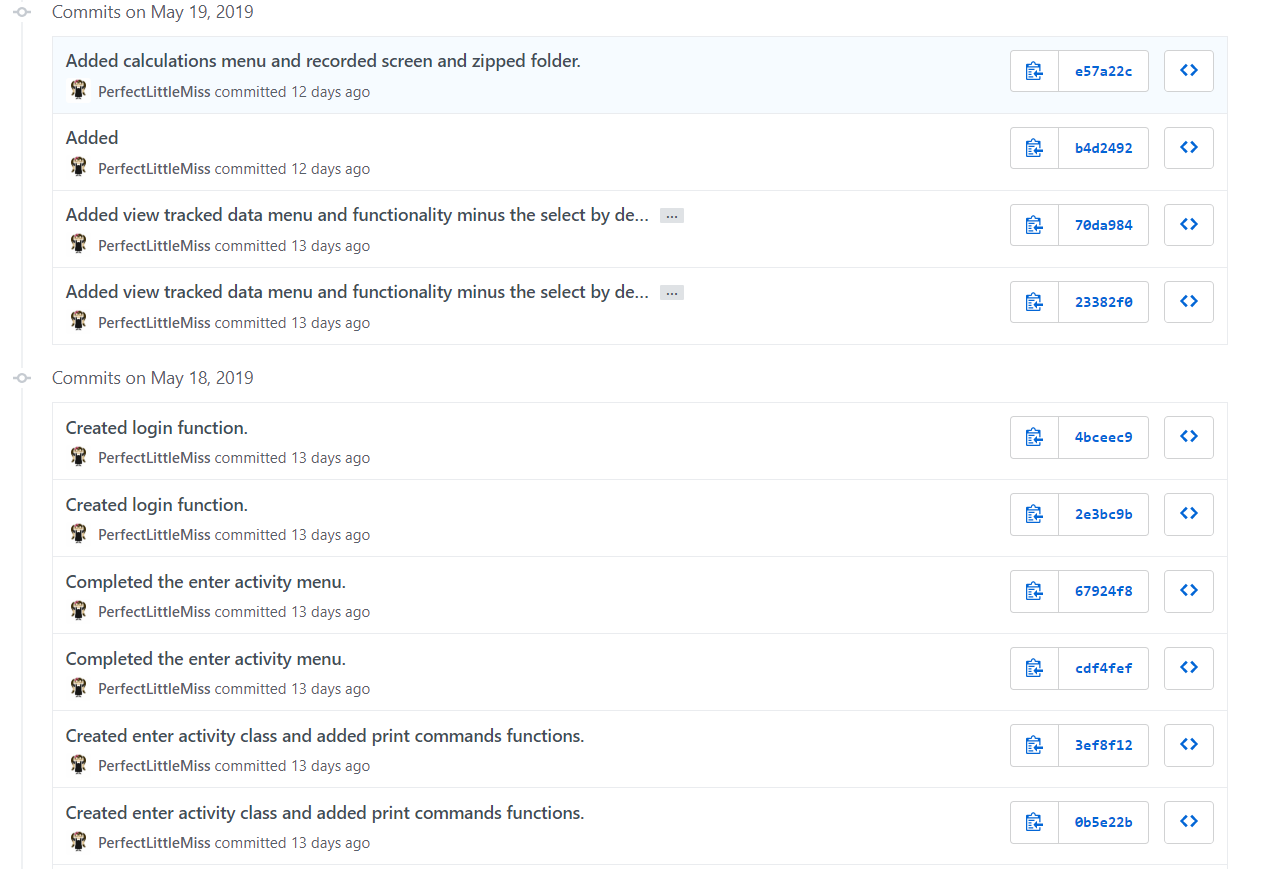 Commits on May 19, 2019
Added calculations menu and recorded screen and zipped folder.
e57a22c
PerfectLittleMiss committed 12 days ago
Added
b4d2492
PerfectLittleMiss committed 12 days ago
Added view tracked data menu and functionality minus the select by de… …
70da984
PerfectLittleMiss committed 13 days ago
Added view tracked data menu and functionality minus the select by de… …
23382f0
PerfectLittleMiss committed 13 days ago
Commits on May 18, 2019
Created login function.
4bceec9
PerfectLittleMiss committed 13 days ago
Created login function.
2e3bc9b
PerfectLittleMiss committed 13 days ago
Completed the enter activity menu.
67924f8
PerfectLittleMiss committed 13 days ago
Completed the enter activity menu.
cdf4fef
PerfectLittleMiss committed 13 days ago
Created enter activity class and added print commands functions.
3ef8f12
PerfectLittleMiss committed 13 days ago
Created enter activity class and added print commands functions.
0b5e22b
PerfectLittleMiss committed 13 days ago